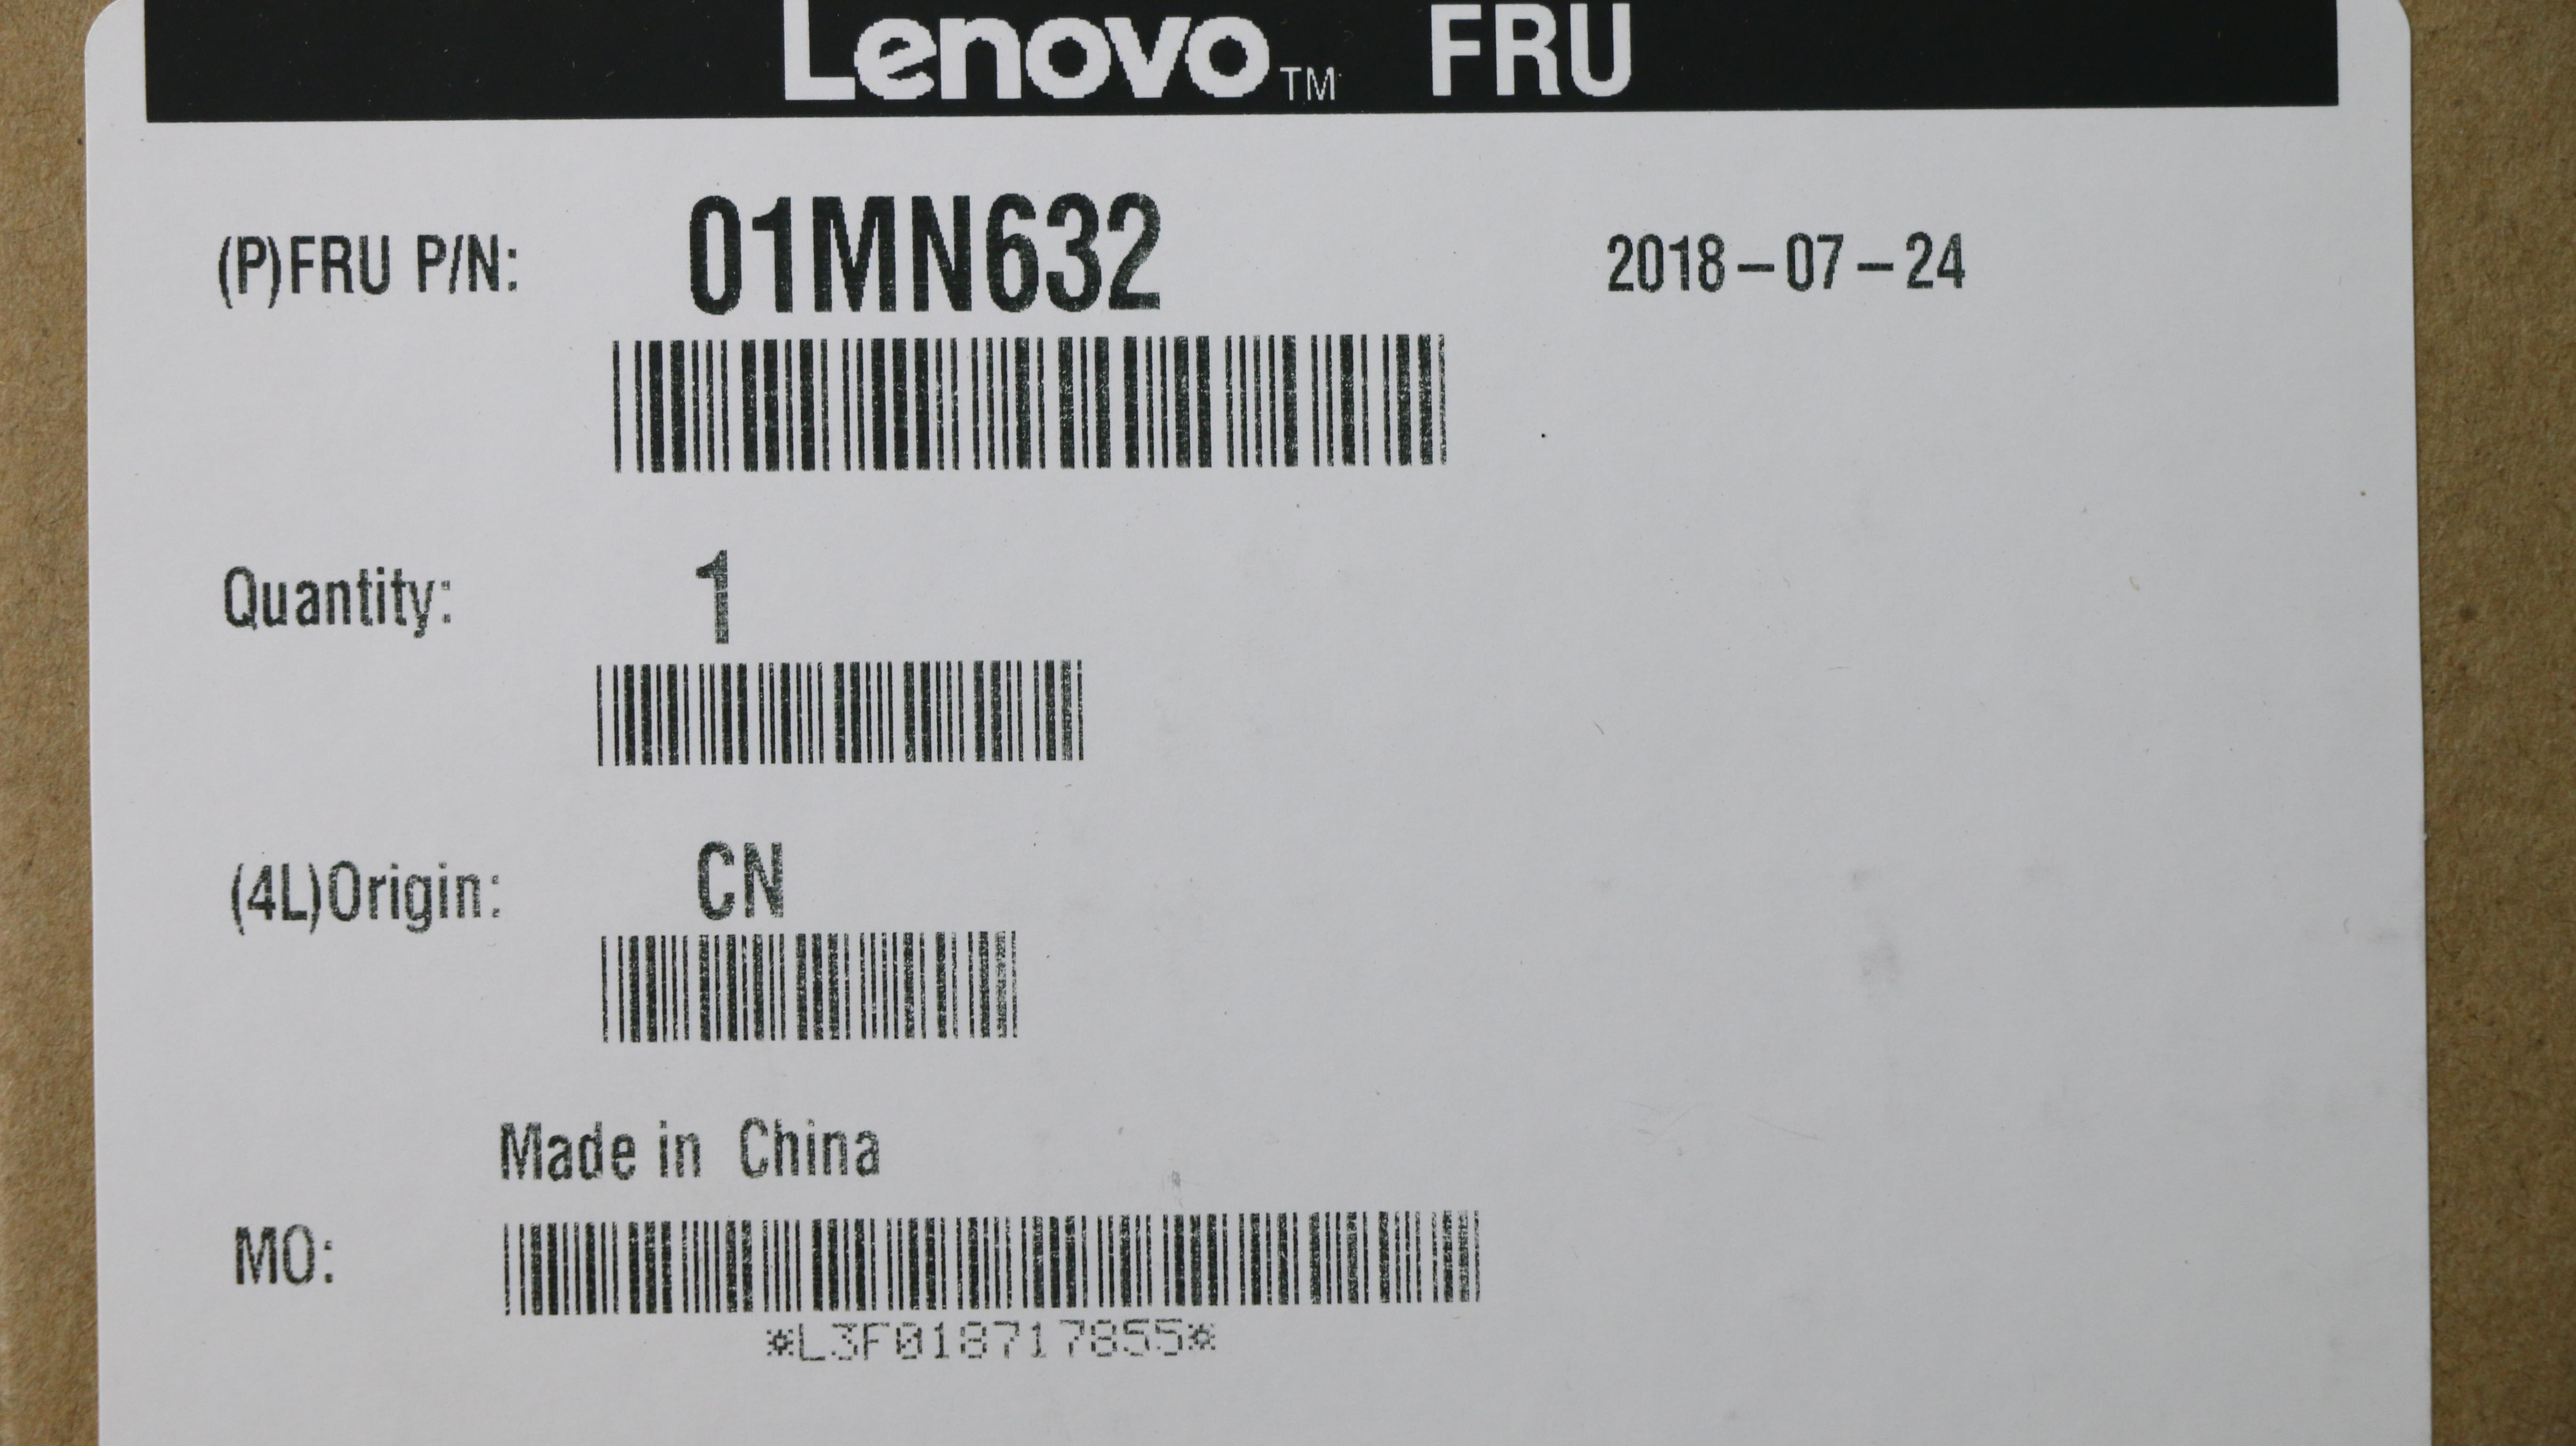 Lenovo™ FRU
(P)FRU P/N: 01MN632 2018-07-24
Quantity: 1
(4L)Origin: CN
Made in China
MO:
*L3F018717855*